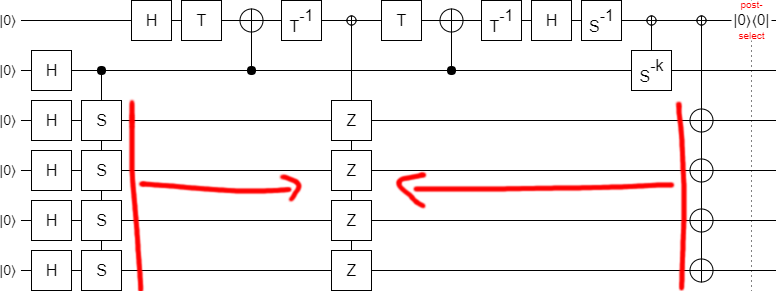 post-
|0⟩ H T T⁻¹ T T⁻¹ H S⁻¹ |0⟩⟨0|
select
|0⟩ H S⁻ᵏ
|0⟩ H S Z
|0⟩ H S Z
|0⟩ H S Z
|0⟩ H S Z